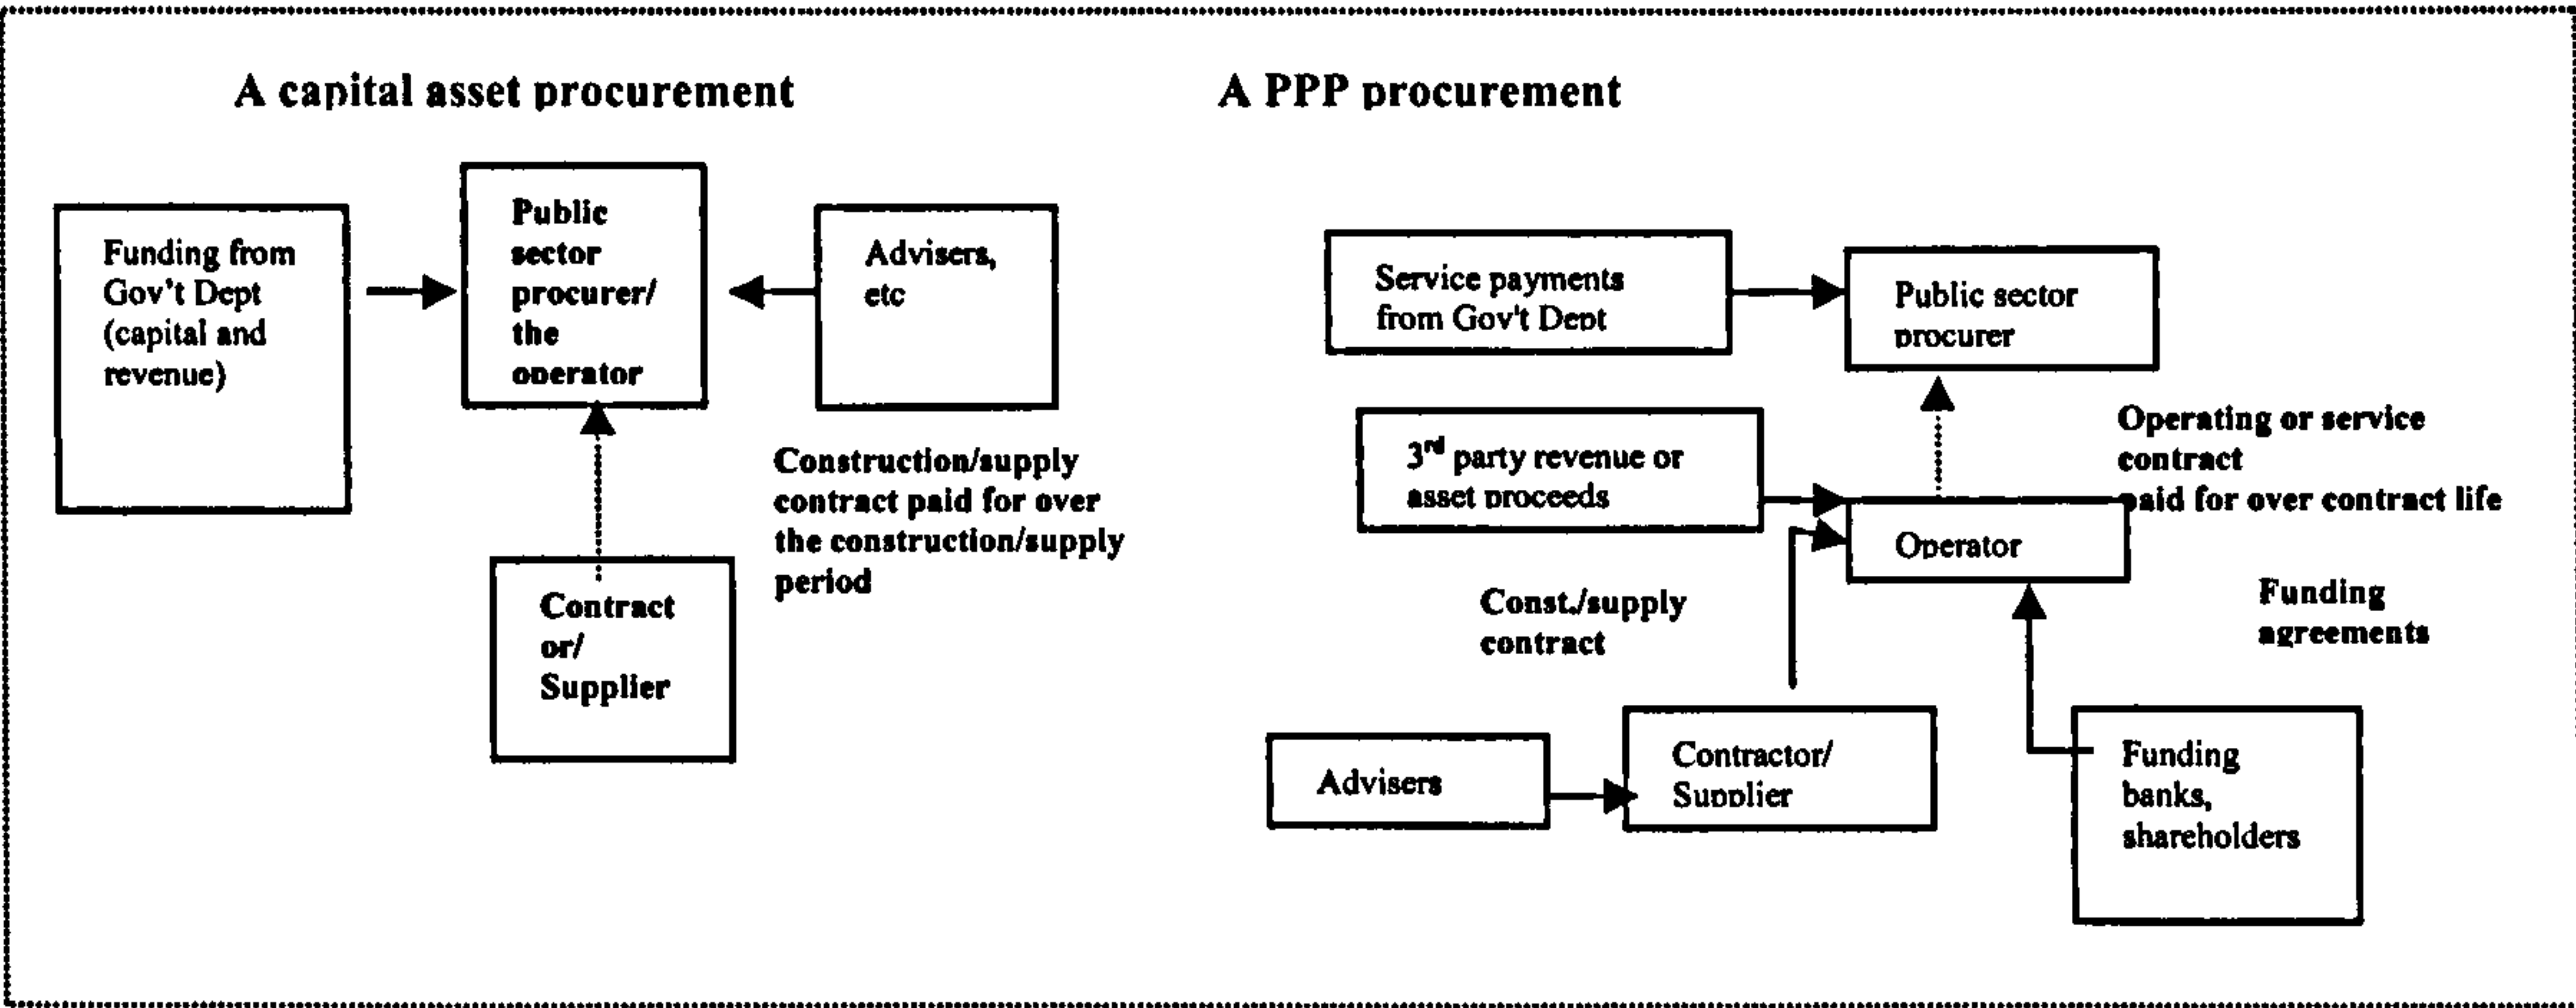 A capital asset procurement
Funding from
Gov't Dept
(capital and
revenue)
Public
sector
procurer/
the
operator
Advisers,
etc
Construction/supply
contract paid for over
the construction/supply
period
Contract
or/
Supplier
A PPP procurement
Service payments
from Gov't Dept
Public sector
procurer
3rd party revenue or
asset proceeds
Operating or service
contract
paid for over contract life
Operator
Const./supply
contract
Funding
agreements
Advisers
Contractor/
Supplier
Funding
banks,
shareholders